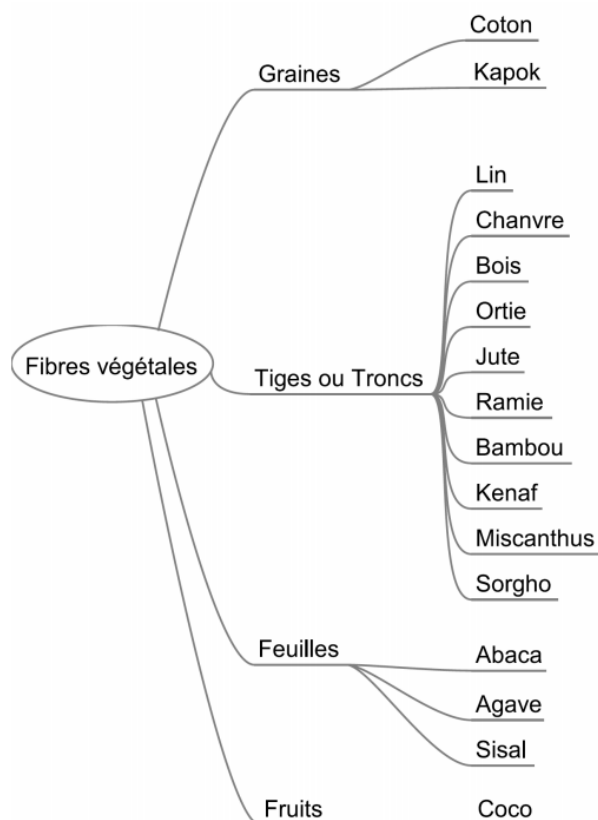 Fibres végétales
Graines
Coton
Kapok
Tiges ou Troncs
Lin
Chanvre
Bois
Ortie
Jute
Ramie
Bambou
Kenaf
Miscanthus
Sorgho
Feuilles
Abaca
Agave
Sisal
Fruits
Coco